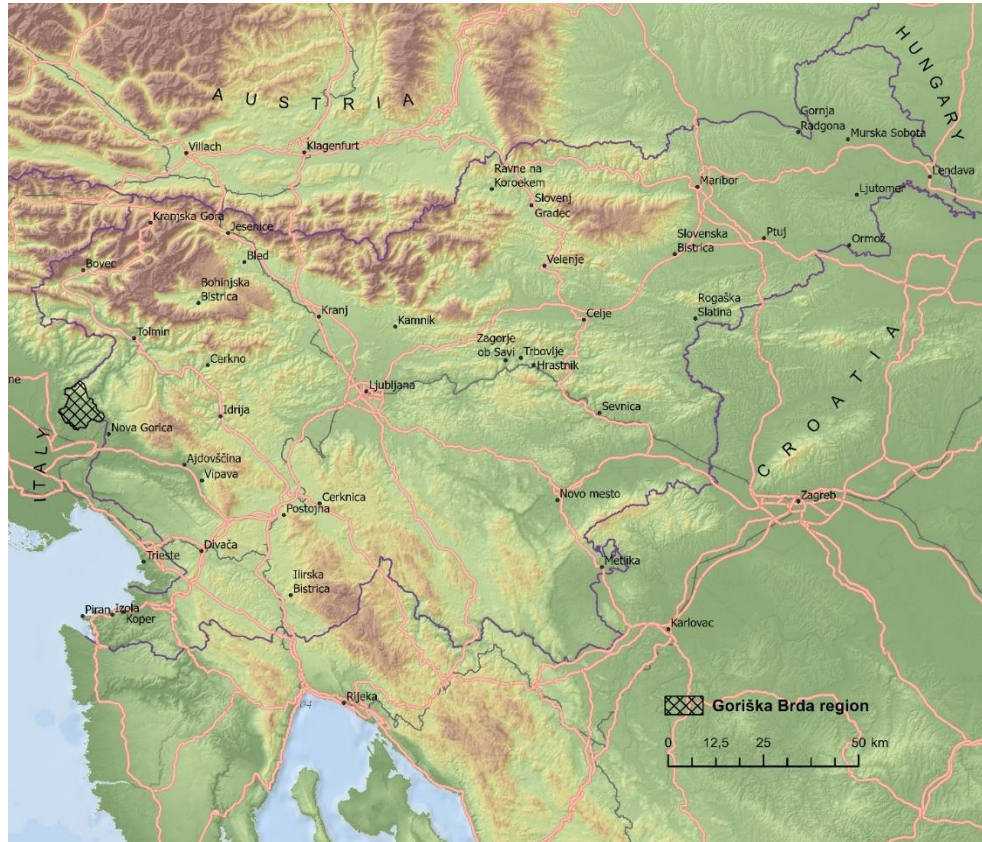 HUNGARY
AUSTRIA
Gornja
Radgona
Murska Sobota
Villach
Klagenfurt
Ravne na
Koroekem
Maribor
Lendava
Slovenj
Gradec
Ljutomer
Kramska Gora
Jesenice
Slovenska
Bistrica
Ptuj
Ormož
Bled
Bovec
Velenje
Bohinjska
Bistrica
Rogaška
Slatina
Kranj
Kamnik
Celje
Tolmin
Zagorje
ob Savi
Trbovlje
Hrastnik
Cerkno
CROATIA
ne
Ljubljana
Idrija
Sevnica
Nova Gorica
ITALY
Ajdovščina
Vipava
Cerknica
Postojna
Novo mesto
Zagreb
Trieste
Divača
Metlika
Ilirska
Bistrica
Piran
Izola
Koper
Karlovac
Rijeka
Goriška Brda region
0 12,5 25 50 km